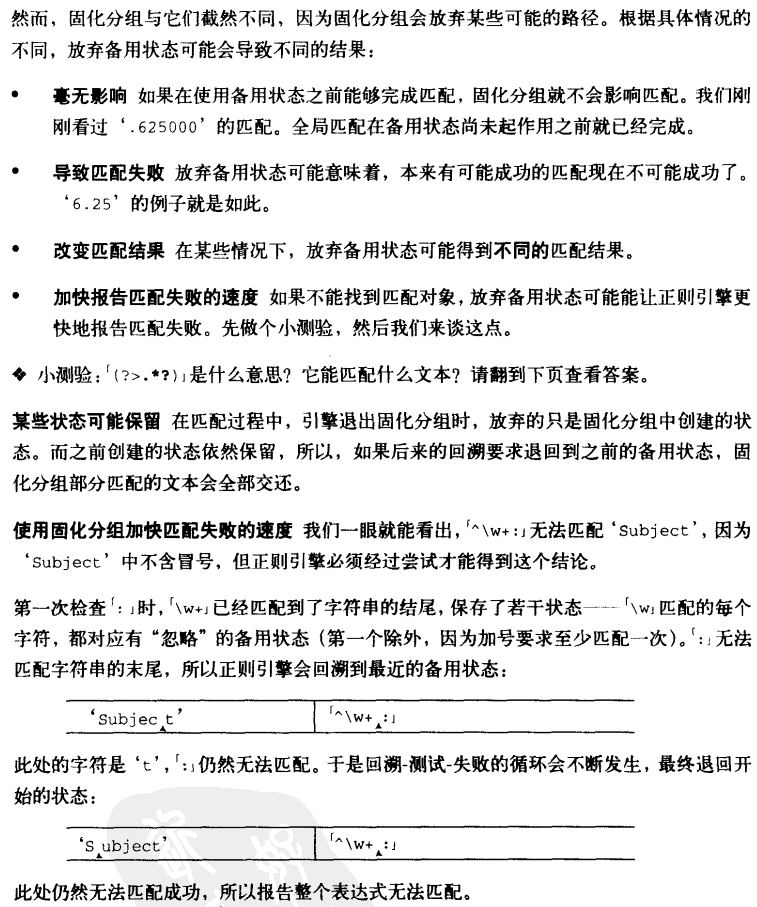 然而，固化分组与它们截然不同，因为固化分组会放弃某些可能的路径。根据具体情况的
不同，放弃备用状态可能会导致不同的结果：
• 毫无影响 如果在使用备用状态之前能够完成匹配，固化分组就不会影响匹配。我们刚
刚看过‘.625000’的匹配。全局匹配在备用状态尚未起作用之前就已经完成。
• 导致匹配失败 放弃备用状态可能意味着，本来有可能成功的匹配现在不可能成功了。
‘6.25’的例子就是如此。
• 改变匹配结果 在某些情况下，放弃备用状态可能得到不同的匹配结果。
• 加快报告匹配失败的速度 如果不能找到匹配对象，放弃备用状态可能能让正则引擎更
快地报告匹配失败。先做个小测验，然后我们来谈这点。
❖ 小测验：「(?>.*?)」是什么意思？它能匹配什么文本？请翻到下页查看答案。
某些状态可能保留 在匹配过程中，引擎退出固化分组时，放弃的只是固化分组中创建的状
态。而之前创建的状态依然保留，所以，如果后来的回溯要求退回到之前的备用状态，固
化分组部分匹配的文本会全部交还。
使用固化分组加快匹配失败的速度 我们一眼就能看出，「^\w+:」无法匹配‘Subject’，因为
‘Subject’中不含冒号，但正则引擎必须经过尝试才能得到这个结论。
第一次检查「:」时，「\w+」已经匹配到了字符串的结尾，保存了若干状态——「\w」匹配的每个
字符，都对应有“忽略”的备用状态（第一个除外，因为加号要求至少匹配一次）。「:」无法
匹配字符串的末尾，所以正则引擎会回溯到最近的备用状态：
‘Subjec▲t’ 「^\w+▲:」
此处的字符是‘t’，「:」仍然无法匹配。于是回溯-测试-失败的循环会不断发生，最终退回开
始的状态：
‘S▲ubject’ 「^\w+▲:」
此处仍然无法匹配成功，所以报告整个表达式无法匹配。